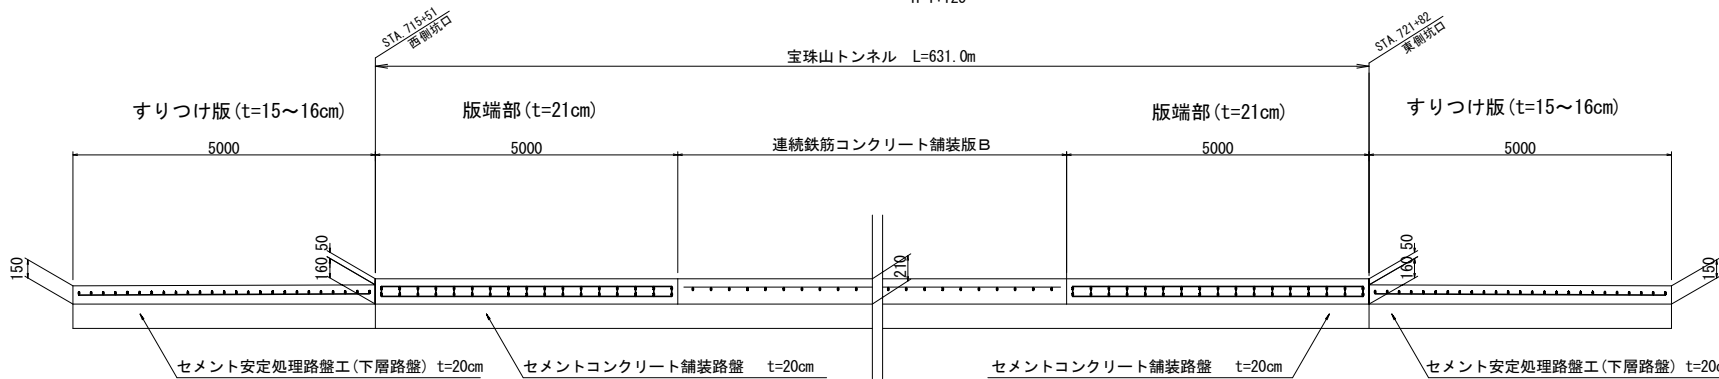 STA.715+51
西側坑口
STA.721+82
東側坑口
宝珠山トンネル L=631.0m
すりつけ版(t=15～16cm)
版端部(t=21cm)
版端部(t=21cm)
すりつけ版(t=15～16cm)
5000
5000
連続鉄筋コンクリート舗装版B
5000
5000
150
160
50
210
160
50
150
セメント安定処理路盤工(下層路盤) t=20cm
セメントコンクリート舗装路盤 t=20cm
セメントコンクリート舗装路盤 t=20cm
セメント安定処理路盤工(下層路盤) t=20c